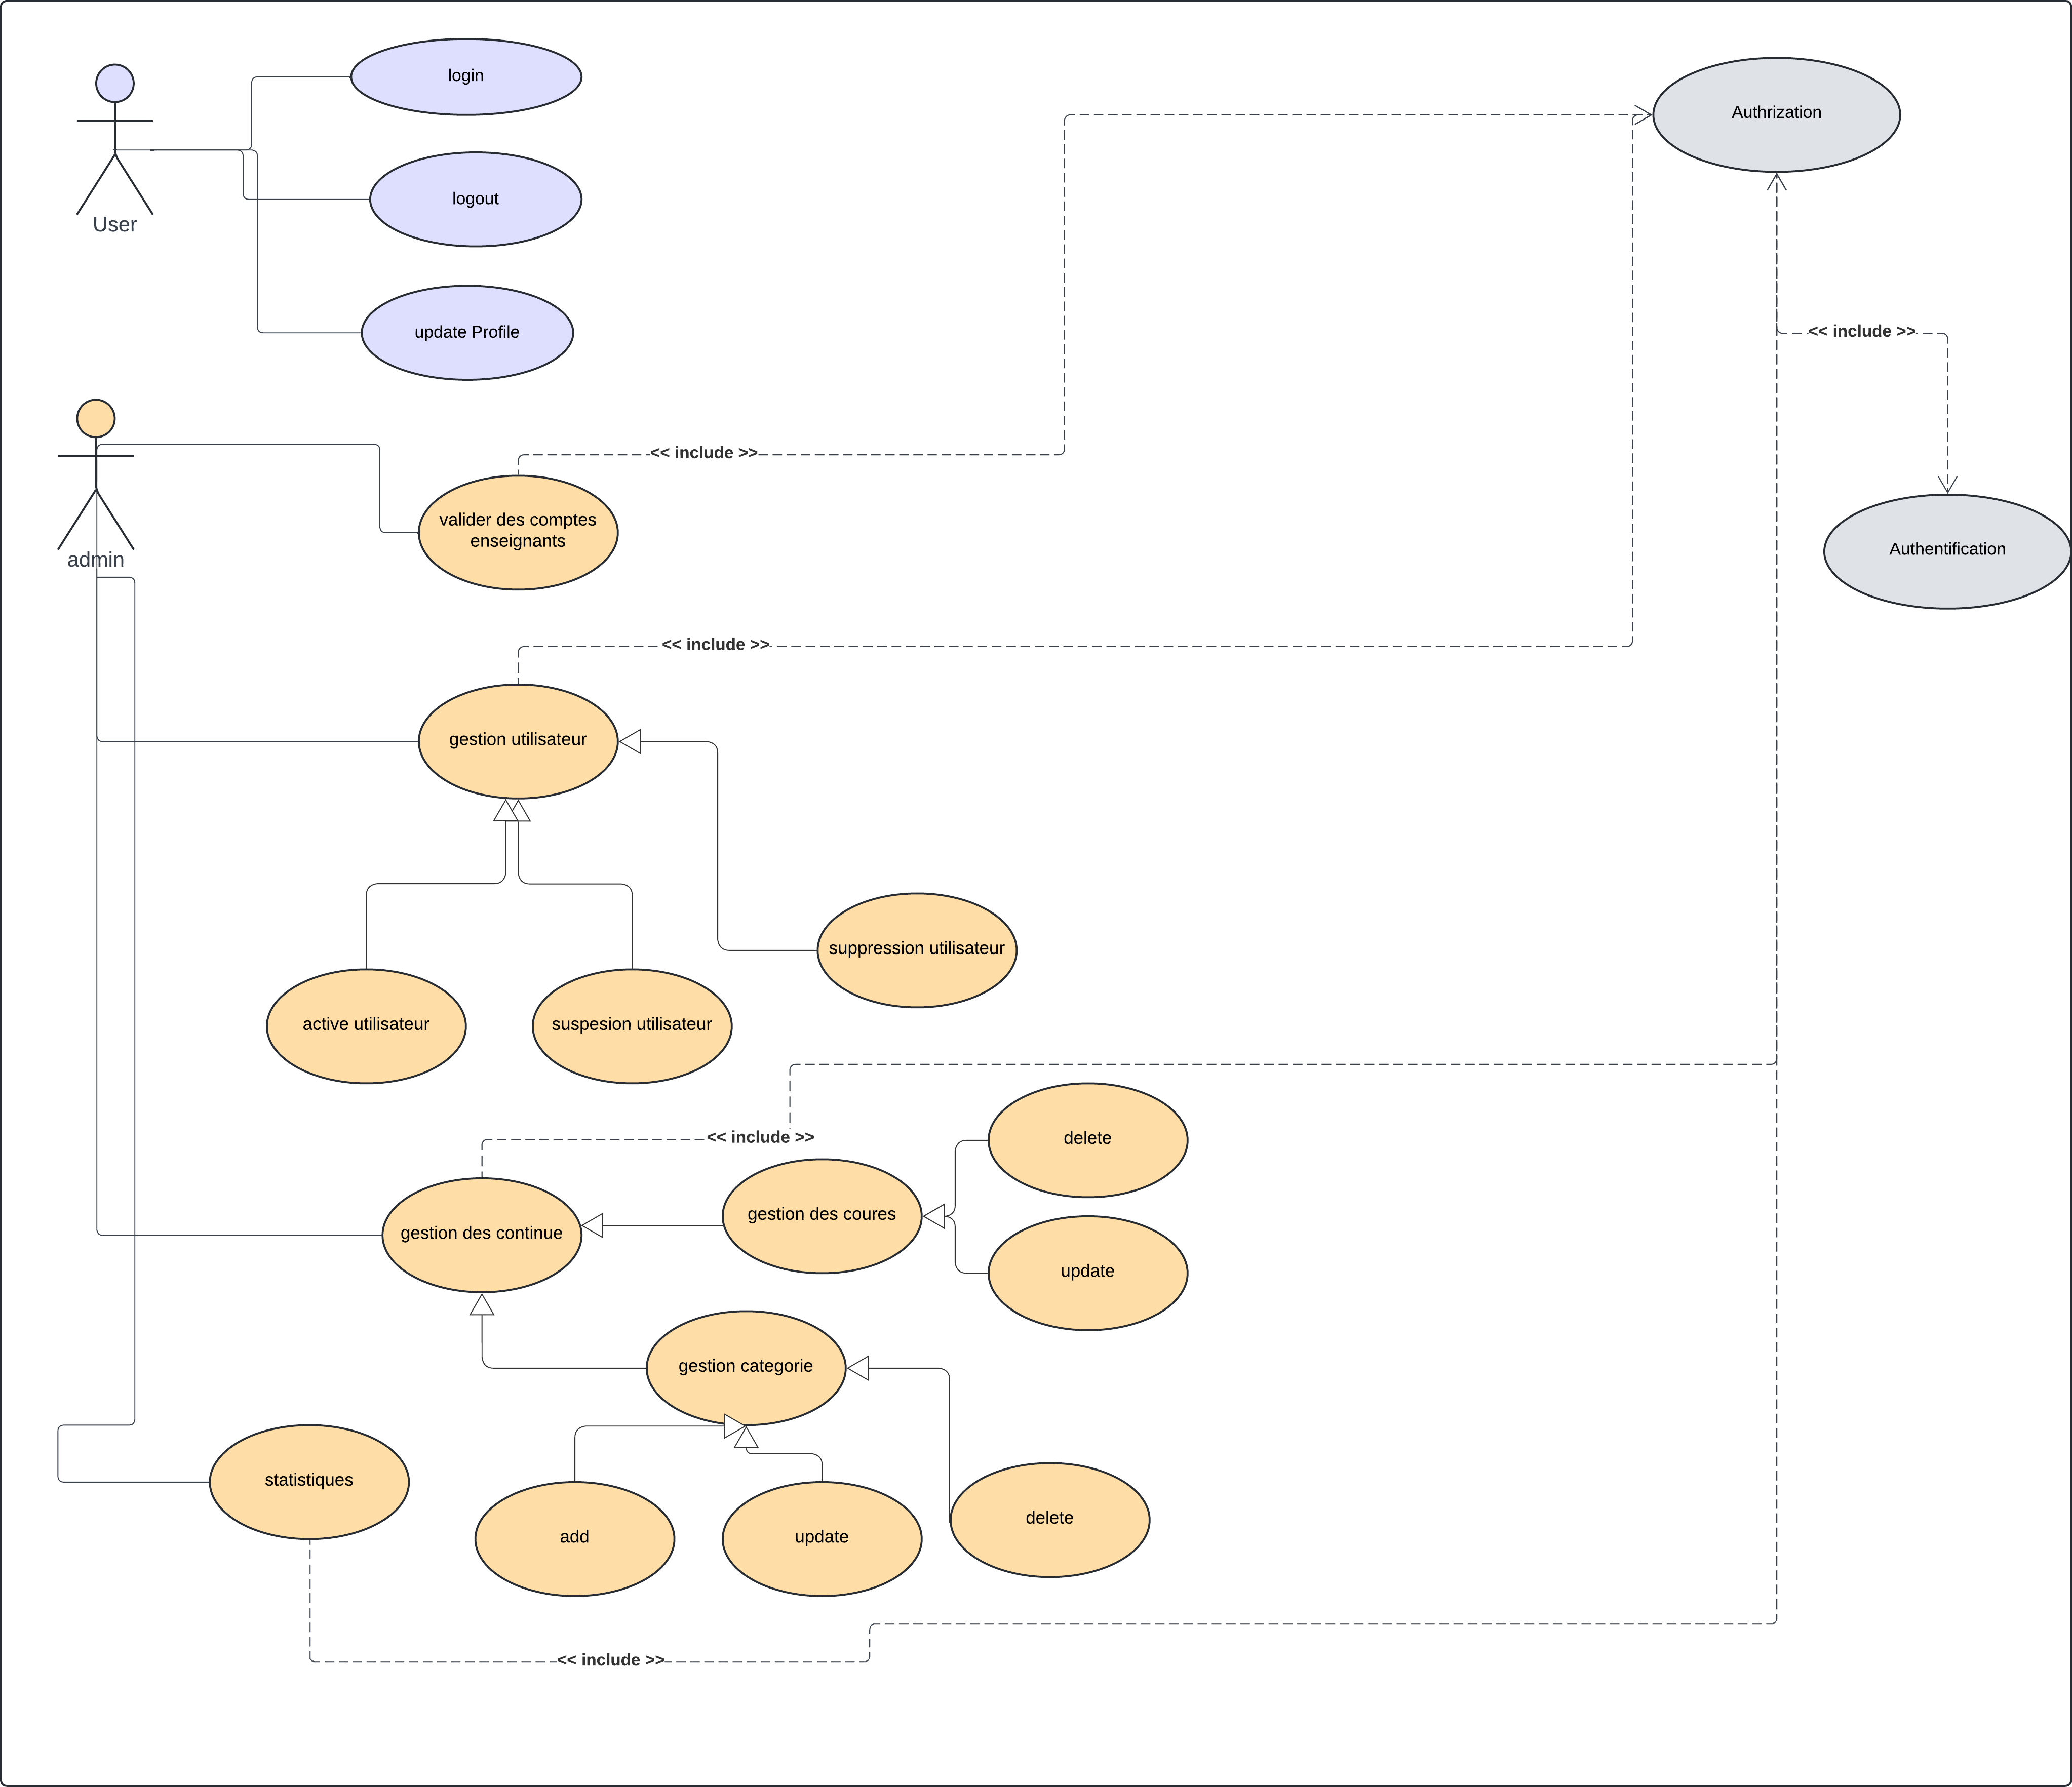 login
Authrization
logout
User
update Profile
<< include >>
<< include >>
valider des comptes
enseignants
Authentification
admin
<< include >>
gestion utilisateur
suppression utilisateur
active utilisateur
suspesion utilisateur
<< include >>
delete
gestion des coures
gestion des continue
update
gestion categorie
statistiques
delete
add
update
<< include >>